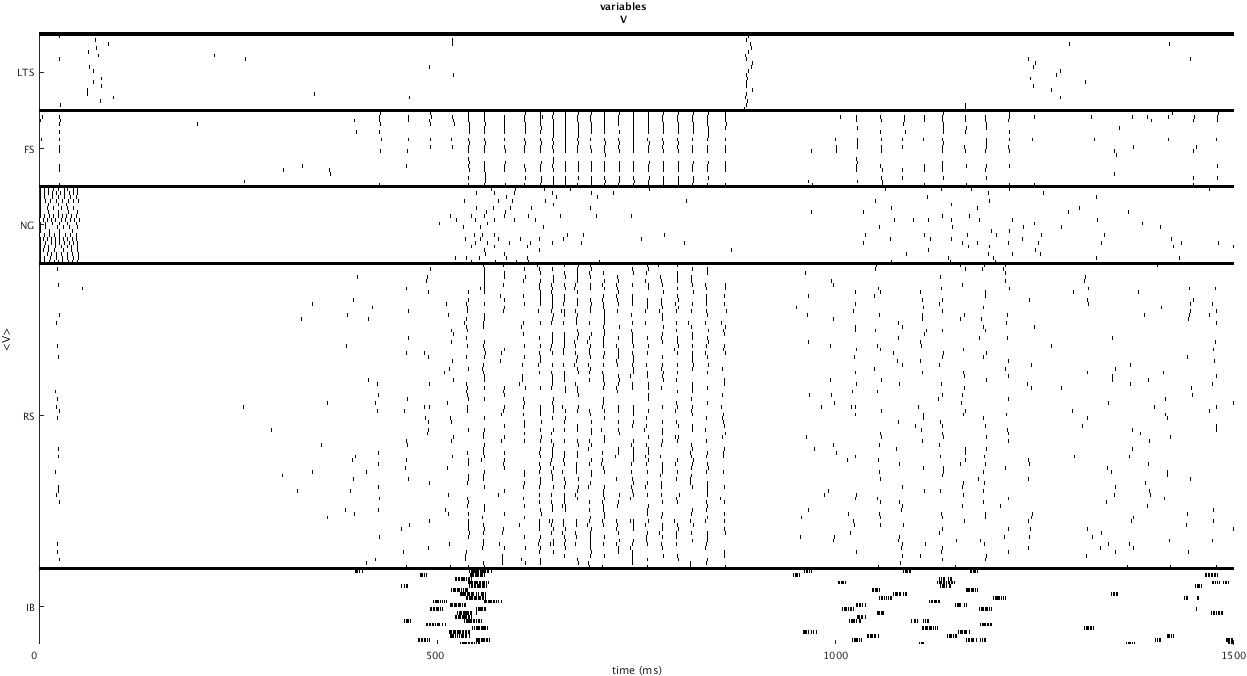 variables
V
LTS
FS
NG
<V>
RS
IB
0
500
1000
1500
time (ms)